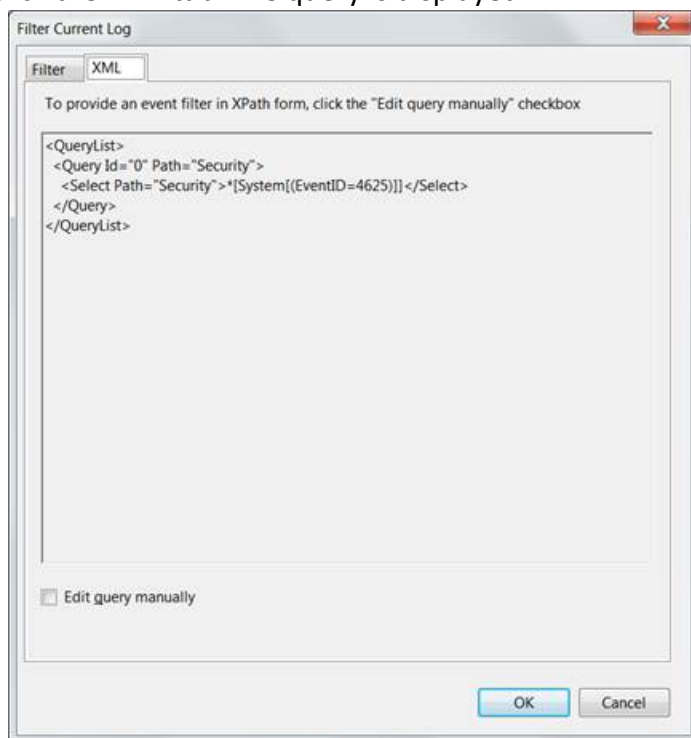 Filter Current Log
Filter XML
To provide an event filter in XPath form, click the "Edit query manually" checkbox
<QueryList>
<Query Id="0" Path="Security">
<Select Path="Security">*[System[(EventID=4625)]]</Select>
</Query>
</QueryList>
Edit query manually
OK Cancel